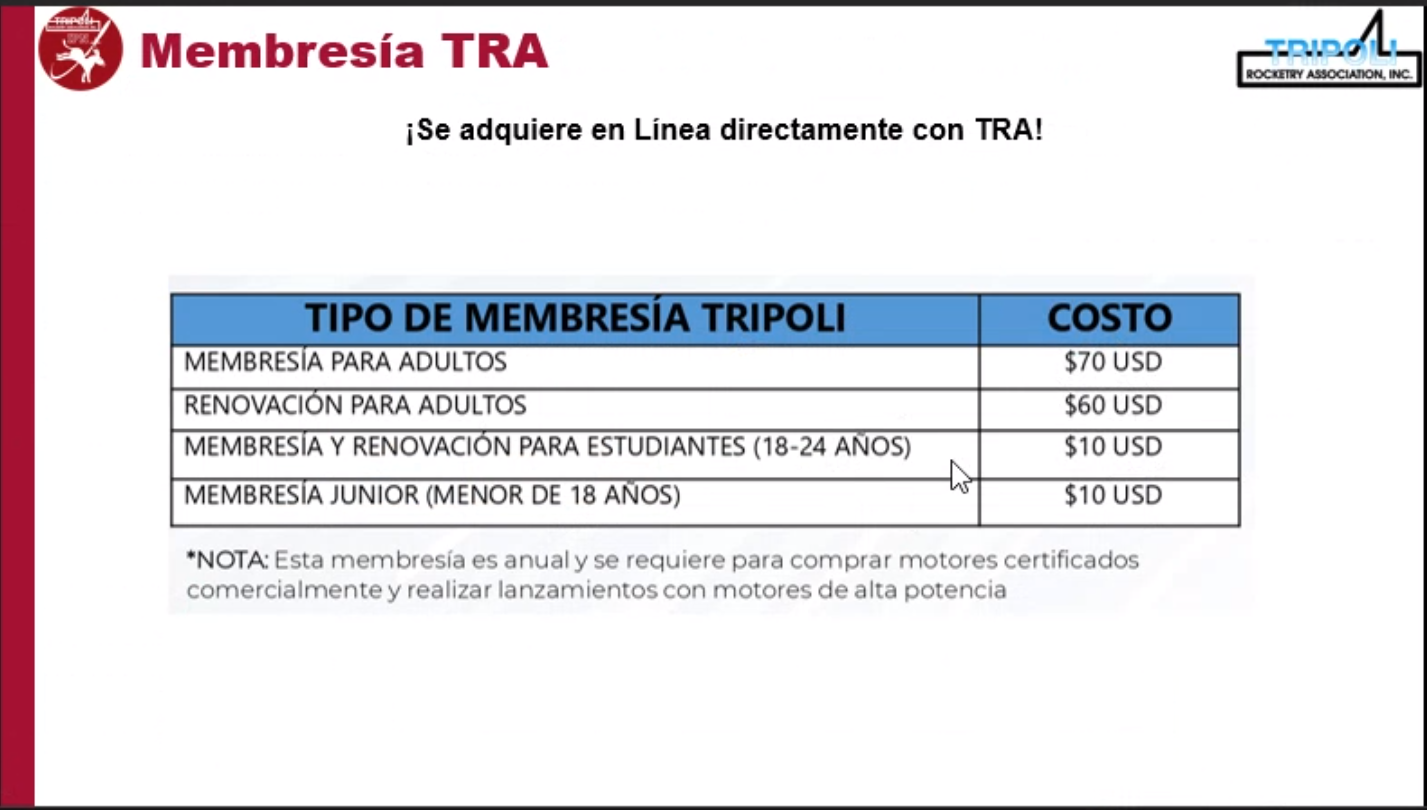 TRIPOLI
Membresía TRA
TRIPOLI
ROCKETRY ASSOCIATION, INC.
¡Se adquiere en Línea directamente con TRA!
TIPO DE MEMBRESÍA TRIPOLI COSTO
MEMBRESÍA PARA ADULTOS $70 USD
RENOVACIÓN PARA ADULTOS $60 USD
MEMBRESÍA Y RENOVACIÓN PARA ESTUDIANTES (18-24 AÑOS) $10 USD
MEMBRESÍA JUNIOR (MENOR DE 18 AÑOS) $10 USD
*NOTA: Esta membresía es anual y se requiere para comprar motores certificados
comercialmente y realizar lanzamientos con motores de alta potencia